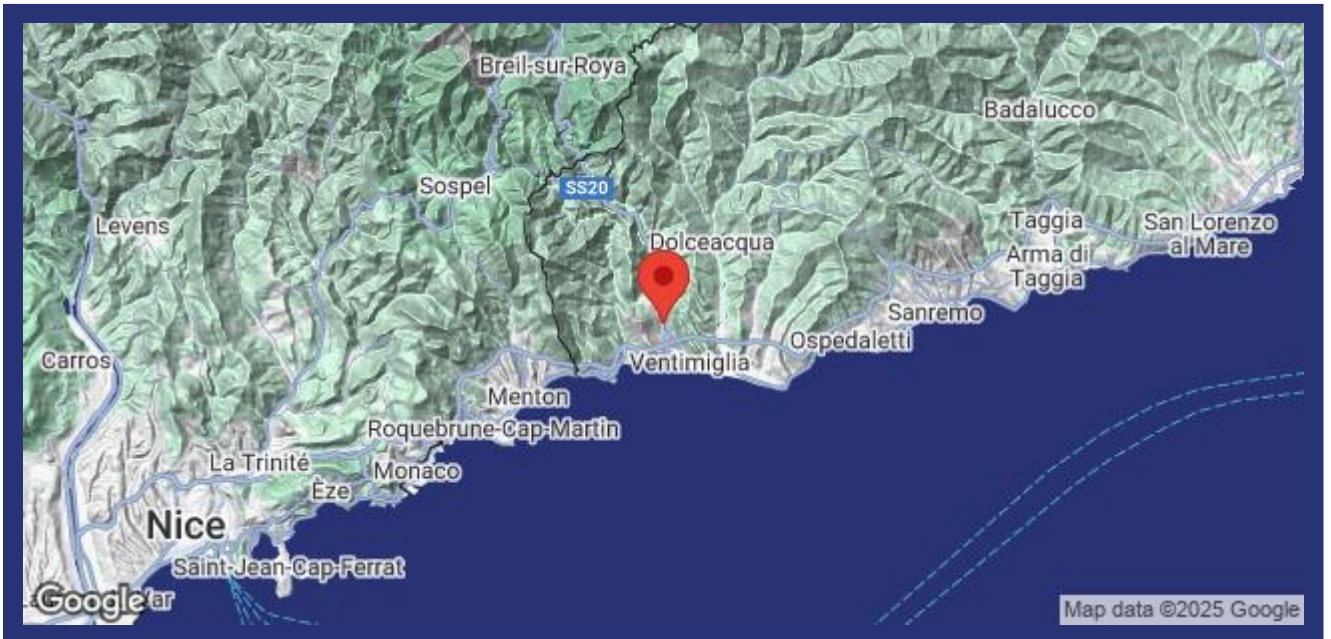 Breil-sur-Roya
Badalucco
Sospel
SS20
Levens
Taggia
San Lorenzo
al Mare
Dolceacqua
Arma di
Taggia
Sanremo
Ospedaletti
Carros
Ventimiglia
Menton
Roquebrune-Cap-Martin
La Trinité
Monaco
Èze
Nice
Saint-Jean-Cap-Ferrat
Google
Map data ©2025 Google